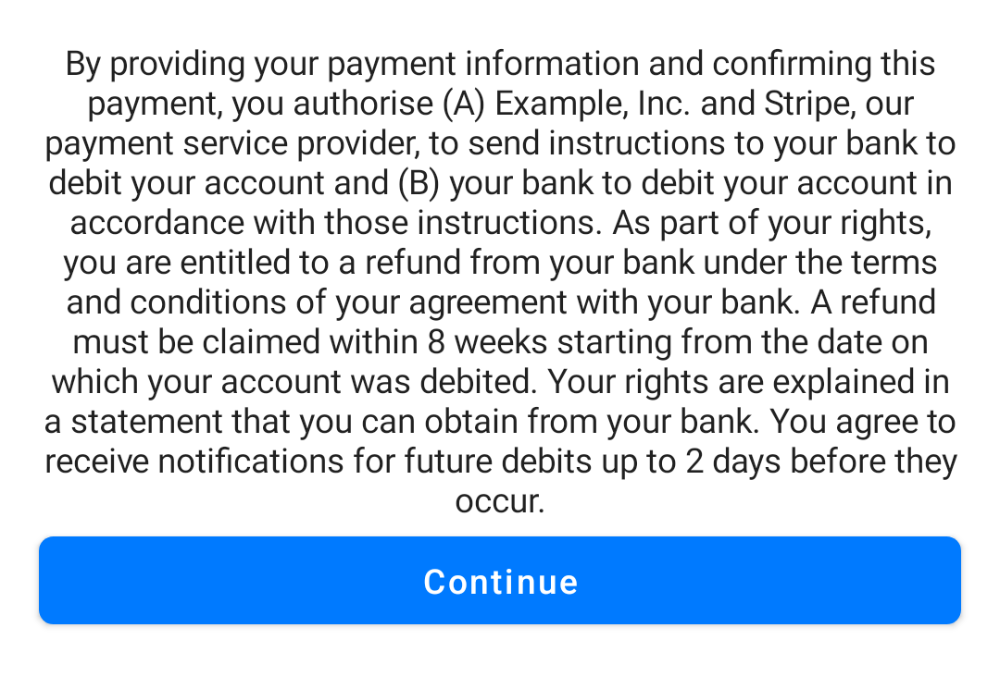 By providing your payment information and confirming this
payment, you authorise (A) Example, Inc. and Stripe, our
payment service provider, to send instructions to your bank to
debit your account and (B) your bank to debit your account in
accordance with those instructions. As part of your rights,
you are entitled to a refund from your bank under the terms
and conditions of your agreement with your bank. A refund
must be claimed within 8 weeks starting from the date on
which your account was debited. Your rights are explained in
a statement that you can obtain from your bank. You agree to
receive notifications for future debits up to 2 days before they
occur.
Continue